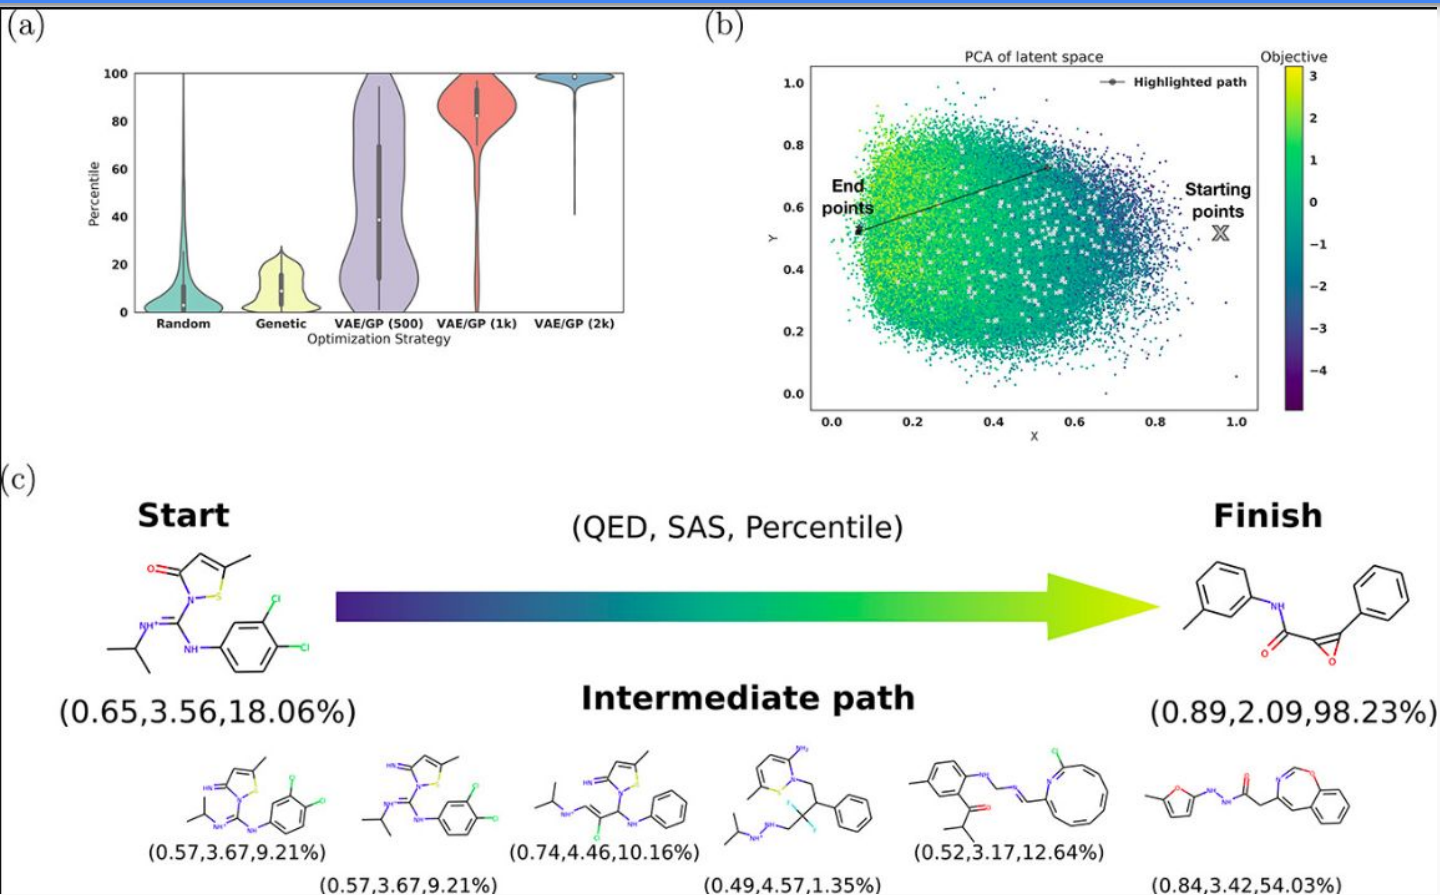 (a)
100
80
60
40
20
0
Percentile
Random Genetic VAE/GP (500) VAE/GP (1k) VAE/GP (2k)
Optimization Strategy
(b)
PCA of latent space
Objective
Highlighted path
1.0
0.8
0.6
0.4
0.2
0.0
Y
End
points
Starting
points
X
0.0 0.2 0.4 0.6 0.8 1.0
X
3
2
1
0
−1
−2
−3
−4
(c)
Start
(QED, SAS, Percentile)
Finish
O
N
S
NH+
NH
Cl
Cl
NH
O
O
(0.65,3.56,18.06%)
Intermediate path
(0.89,2.09,98.23%)
(0.57,3.67,9.21%)
(0.57,3.67,9.21%)
(0.74,4.46,10.16%)
(0.49,4.57,1.35%)
(0.52,3.17,12.64%)
(0.84,3.42,54.03%)